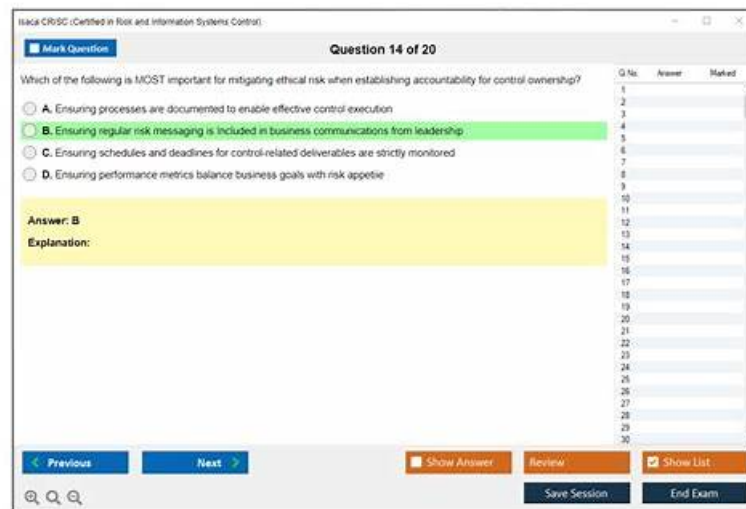 Isaca CRISC (Certified in Risk and Information Systems Control)
Mark Question
Question 14 of 20
Which of the following is MOST important for mitigating ethical risk when establishing accountability for control ownership?
A. Ensuring processes are documented to enable effective control execution
B. Ensuring regular risk messaging is Included in business communications from leadership
C. Ensuring schedules and deadlines for control-related deliverables are strictly monitored
D. Ensuring performance metrics balance business goals with risk appetite
Answer: B
Explanation:
Q.No. Answer Marked
1
2
3
4
5
6
7
8
9
10
11
12
13
14
15
16
17
18
19
20
21
22
23
24
25
26
27
28
29
30
Previous
Next
Show Answer
Review
Show List
Save Session
End Exam